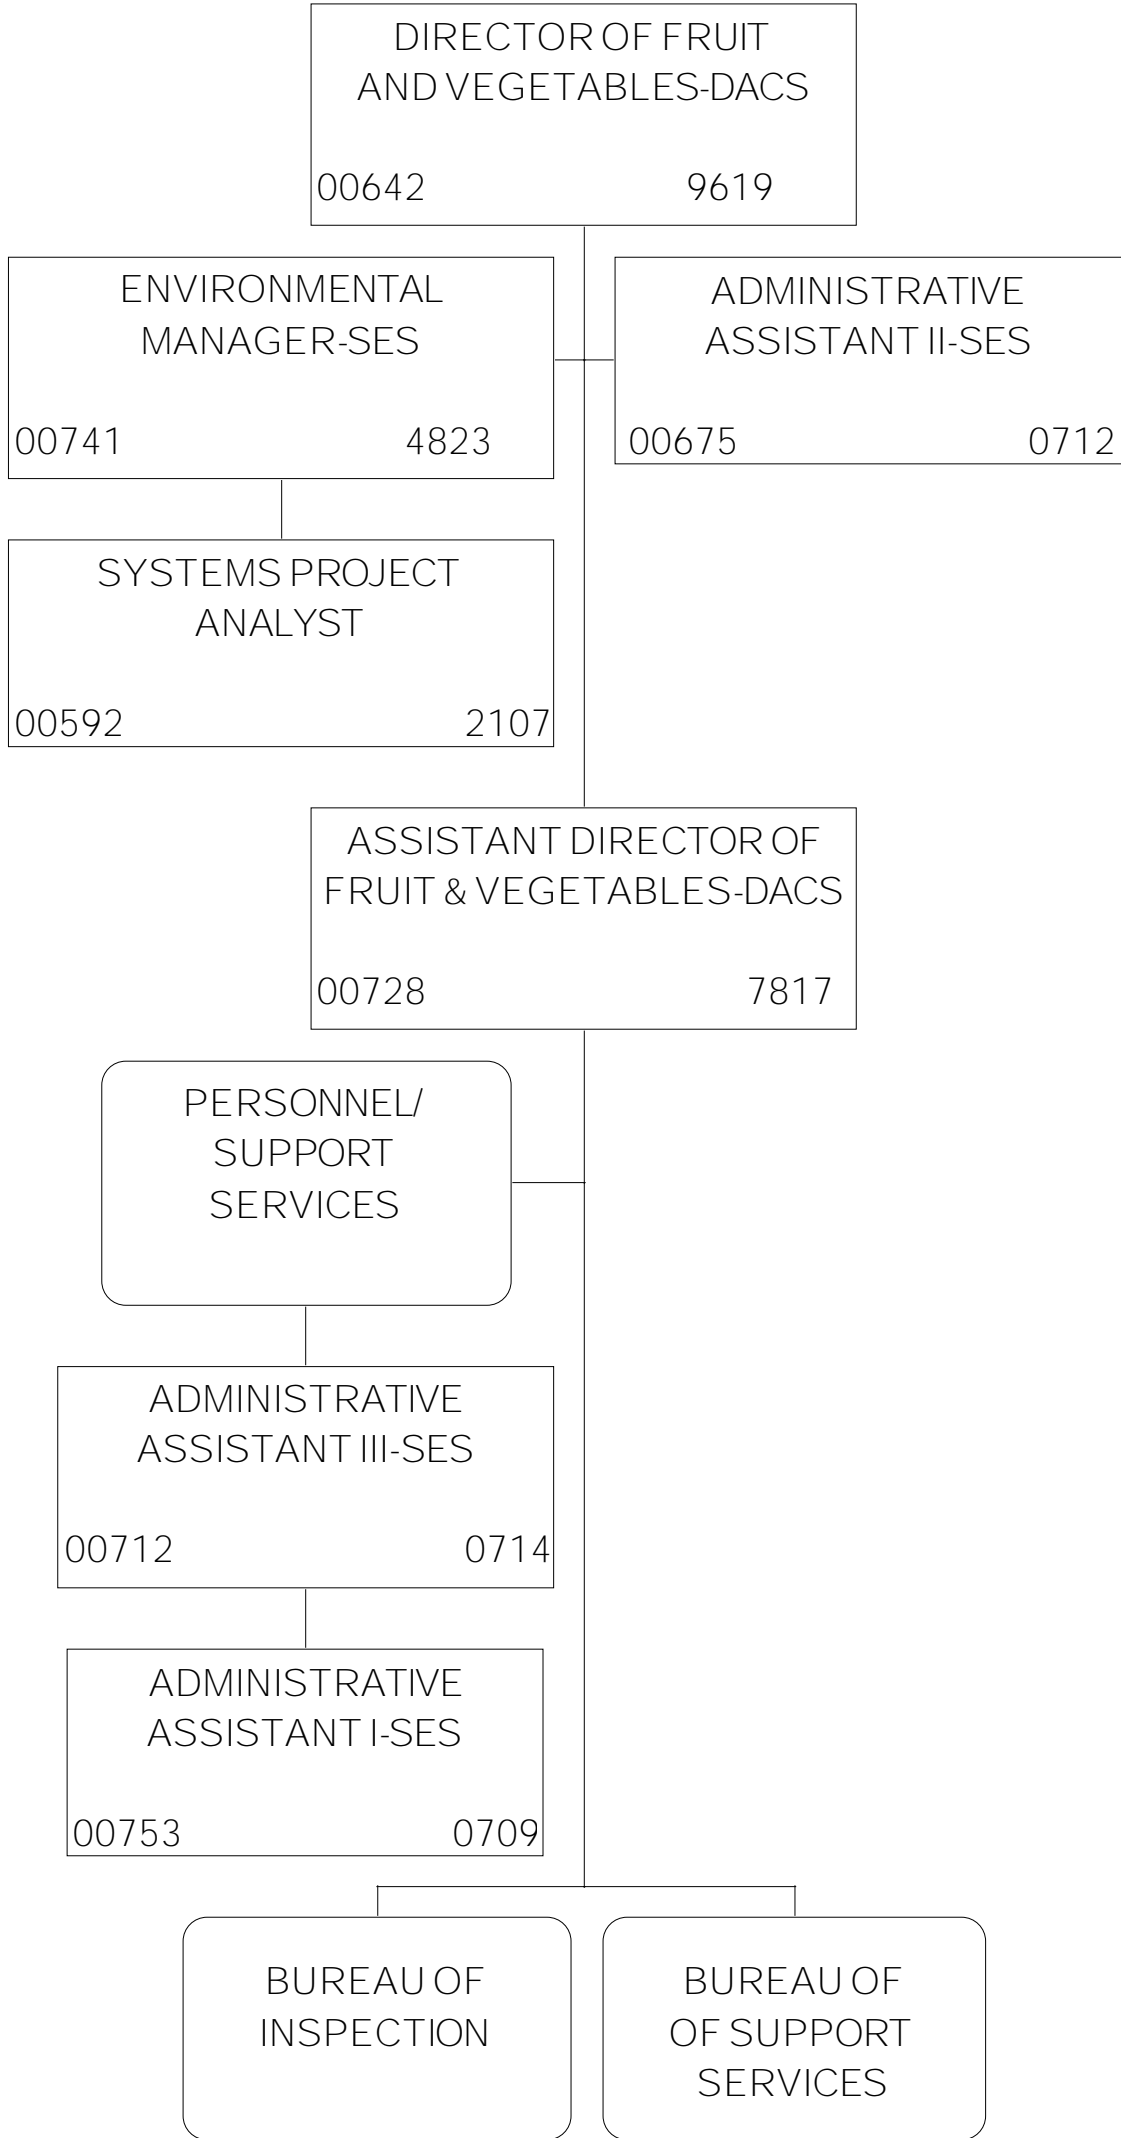 DIRECTOR OF FRUIT
AND VEGETABLES-DACS
00642 9619
ENVIRONMENTAL
MANAGER-SES
00741 4823
ADMINISTRATIVE
ASSISTANT II-SES
00675 0712
SYSTEMS PROJECT
ANALYST
00592 2107
ASSISTANT DIRECTOR OF
FRUIT & VEGETABLES-DACS
00728 7817
PERSONNEL/
SUPPORT
SERVICES
ADMINISTRATIVE
ASSISTANT III-SES
00712 0714
ADMINISTRATIVE
ASSISTANT I-SES
00753 0709
BUREAU OF
INSPECTION
BUREAU OF
OF SUPPORT
SERVICES